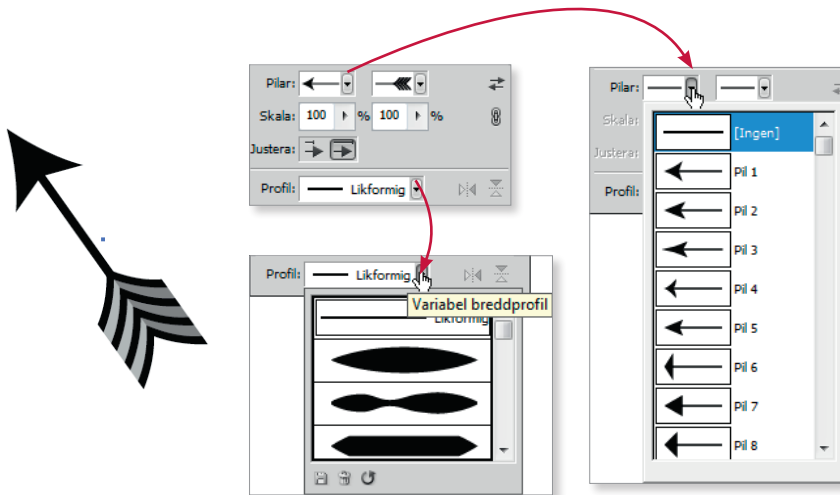 Pilar:
Skala: 100 % 100 %
Justera:
Profil: Likformig
Profil: Likformig
Variabel breddprofil
Likformig
Pilar:
Skala:
Justera:
Profil:
[Ingen]
Pil 1
Pil 2
Pil 3
Pil 4
Pil 5
Pil 6
Pil 7
Pil 8